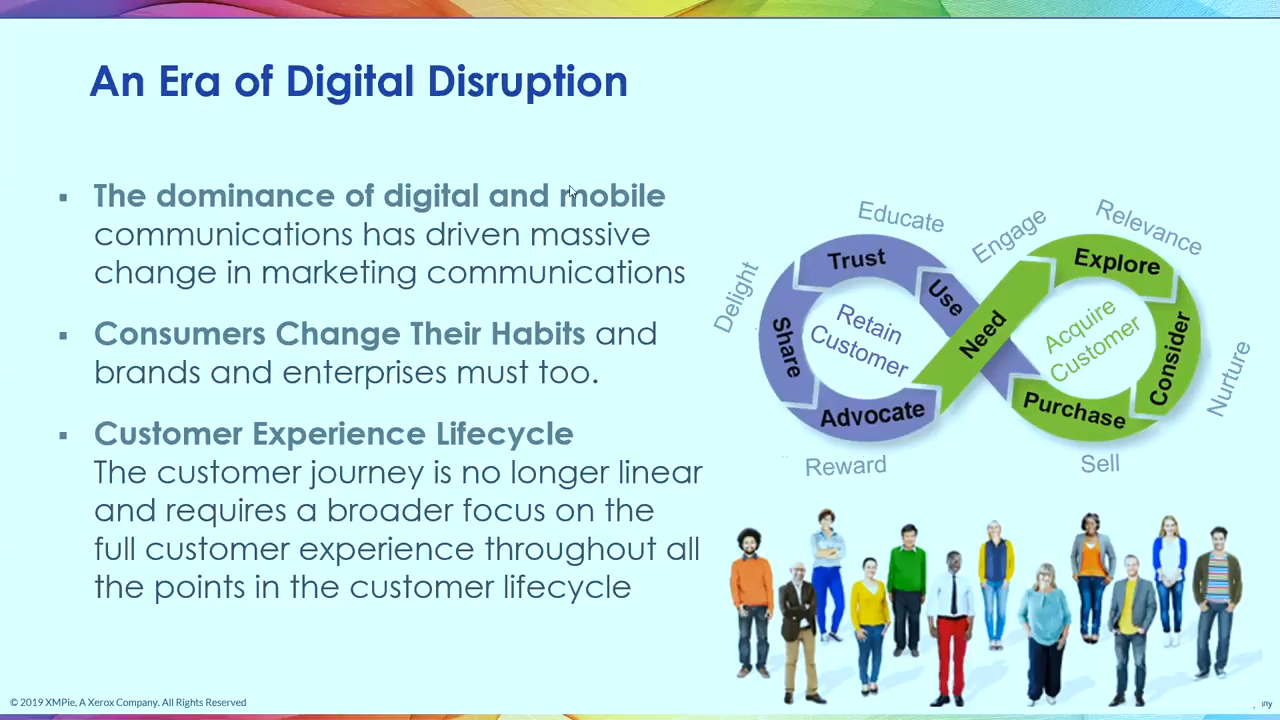 An Era of Digital Disruption
▪ The dominance of digital and mobile
communications has driven massive
change in marketing communications
▪ Consumers Change Their Habits and
brands and enterprises must too.
▪ Customer Experience Lifecycle
The customer journey is no longer linear
and requires a broader focus on the
full customer experience throughout all
the points in the customer lifecycle
Educate
Engage
Relevance
Delight
Trust
Use
Need
Explore
Share
Retain
Customer
Acquire
Customer
Consider
Nurture
Advocate
Purchase
Reward
Sell
© 2019 XMPie, A Xerox Company. All Rights Reserved